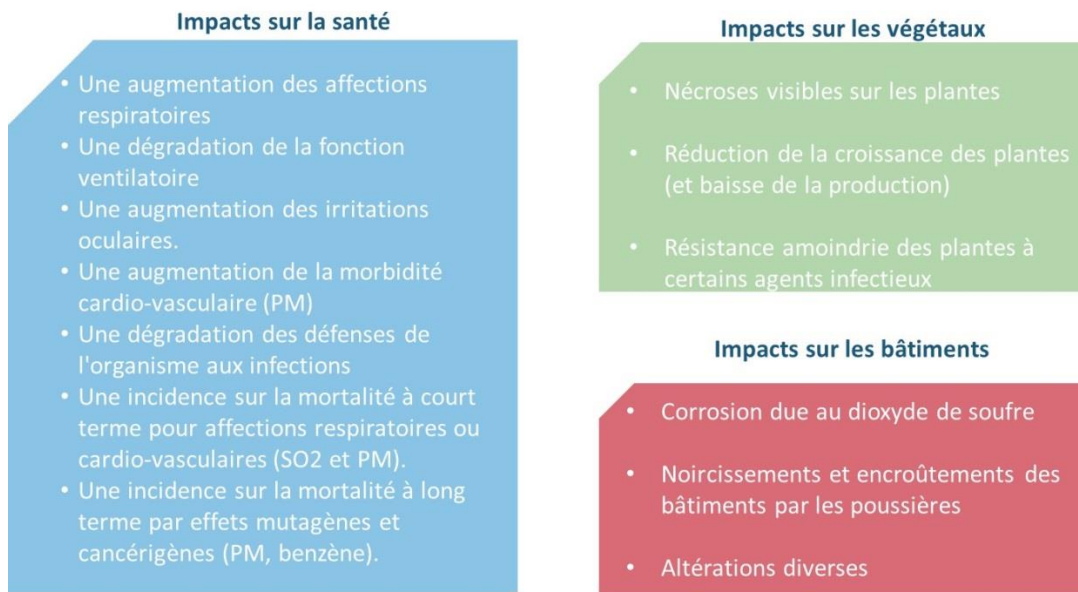 Impacts sur la santé
• Une augmentation des affections
respiratoires
• Une dégradation de la fonction
ventilatoire
• Une augmentation des irritations
oculaires.
• Une augmentation de la morbidité
cardio-vasculaire (PM)
• Une dégradation des défenses de
l'organisme aux infections
• Une incidence sur la mortalité à court
terme pour affections respiratoires ou
cardio-vasculaires (SO2 et PM).
• Une incidence sur la mortalité à long
terme par effets mutagènes et
cancérigènes (PM, benzène).
Impacts sur les végétaux
• Nécroses visibles sur les plantes
• Réduction de la croissance des plantes
(et baisse de la production)
• Résistance amoindrie des plantes à
certains agents infectieux
Impacts sur les bâtiments
• Corrosion due au dioxyde de soufre
• Noircissements et encroûtements des
bâtiments par les poussières
• Altérations diverses